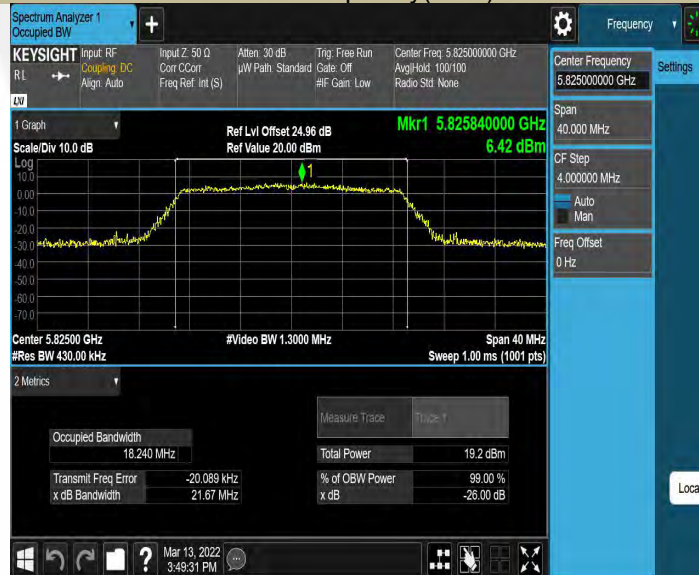 Spectrum Analyzer 1
Occupied BW
Frequency
KEYSIGHT
R L
Input: RF
Coupling: DC
Align: Auto
Input Z: 50 Ω
Corr CCorr
Freq Ref: Int (S)
Atten: 30 dB
µW Path: Standard
Trig: Free Run
Gate: Off
#IF Gain: Low
Center Freq: 5.825000000 GHz
Avg|Hold: 100/100
Radio Std: None
LXI
1 Graph
Scale/Div 10.0 dB
Ref Lvl Offset 24.96 dB
Ref Value 20.00 dBm
Mkr1 5.825840000 GHz
6.42 dBm
Log
10.0
0.00
-10.0
-20.0
-30.0
-40.0
-50.0
-60.0
-70.0
1
Center 5.82500 GHz
#Res BW 430.00 kHz
#Video BW 1.3000 MHz
Span 40 MHz
Sweep 1.00 ms (1001 pts)
2 Metrics
Measure Trace
Trace 1
Occupied Bandwidth
18.240 MHz
Total Power
19.2 dBm
Transmit Freq Error
-20.089 kHz
% of OBW Power
99.00 %
x dB Bandwidth
21.67 MHz
x dB
-26.00 dB
Center Frequency
5.825000000 GHz
Settings
Span
40.000 MHz
CF Step
4.000000 MHz
Auto
Man
Freq Offset
0 Hz
Loca
?
Mar 13, 2022
3:49:31 PM